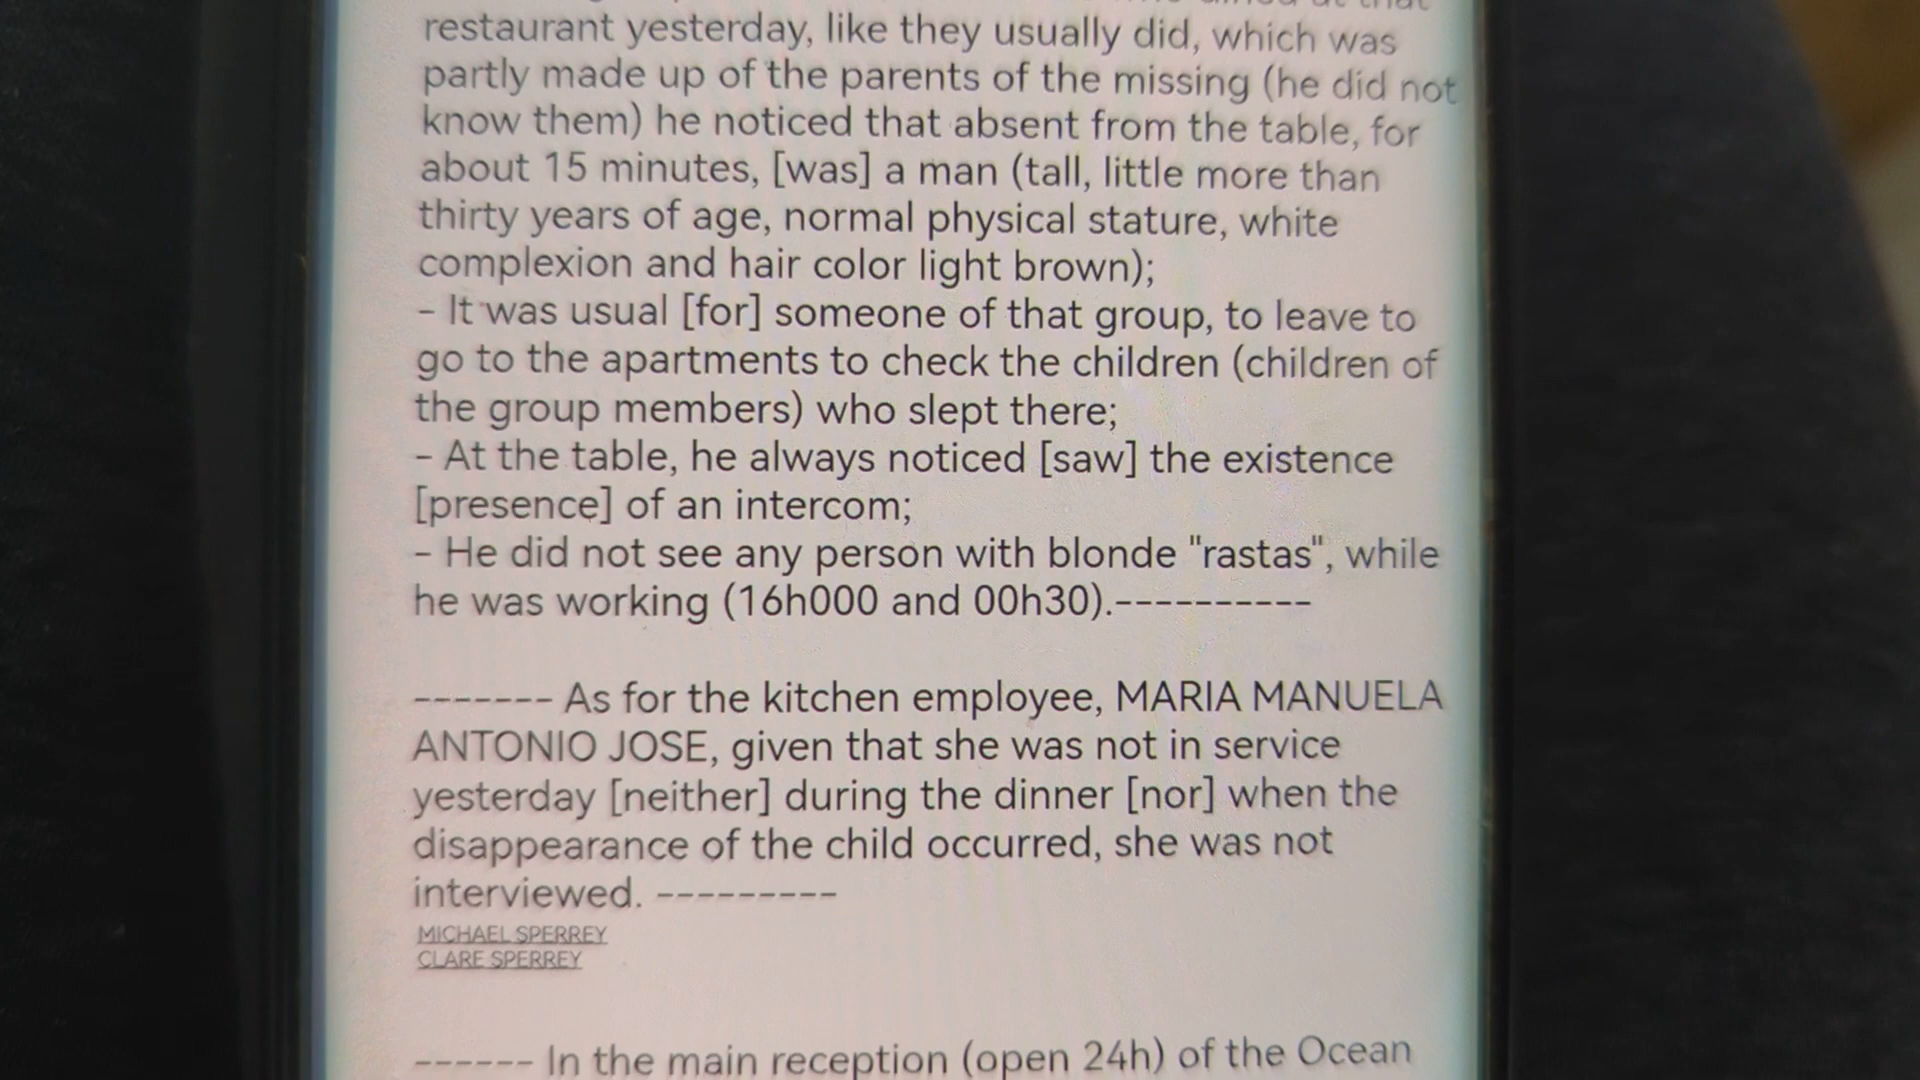 restaurant yesterday, like they usually did, which was
partly made up of the parents of the missing (he did not
know them) he noticed that absent from the table, for
about 15 minutes, [was] a man (tall, little more than
thirty years of age, normal physical stature, white
complexion and hair color light brown);
- It was usual [for] someone of that group, to leave to
go to the apartments to check the children (children of
the group members) who slept there;
- At the table, he always noticed [saw] the existence
[presence] of an intercom;
- He did not see any person with blonde "rastas", while
he was working (16h000 and 00h30).----------
------- As for the kitchen employee, MARIA MANUELA
ANTONIO JOSE, given that she was not in service
yesterday [neither] during the dinner [nor] when the
disappearance of the child occurred, she was not
interviewed. ---------
MICHAEL SPERREY
CLARE SPERREY
------ In the main reception (open 24h) of the Ocean